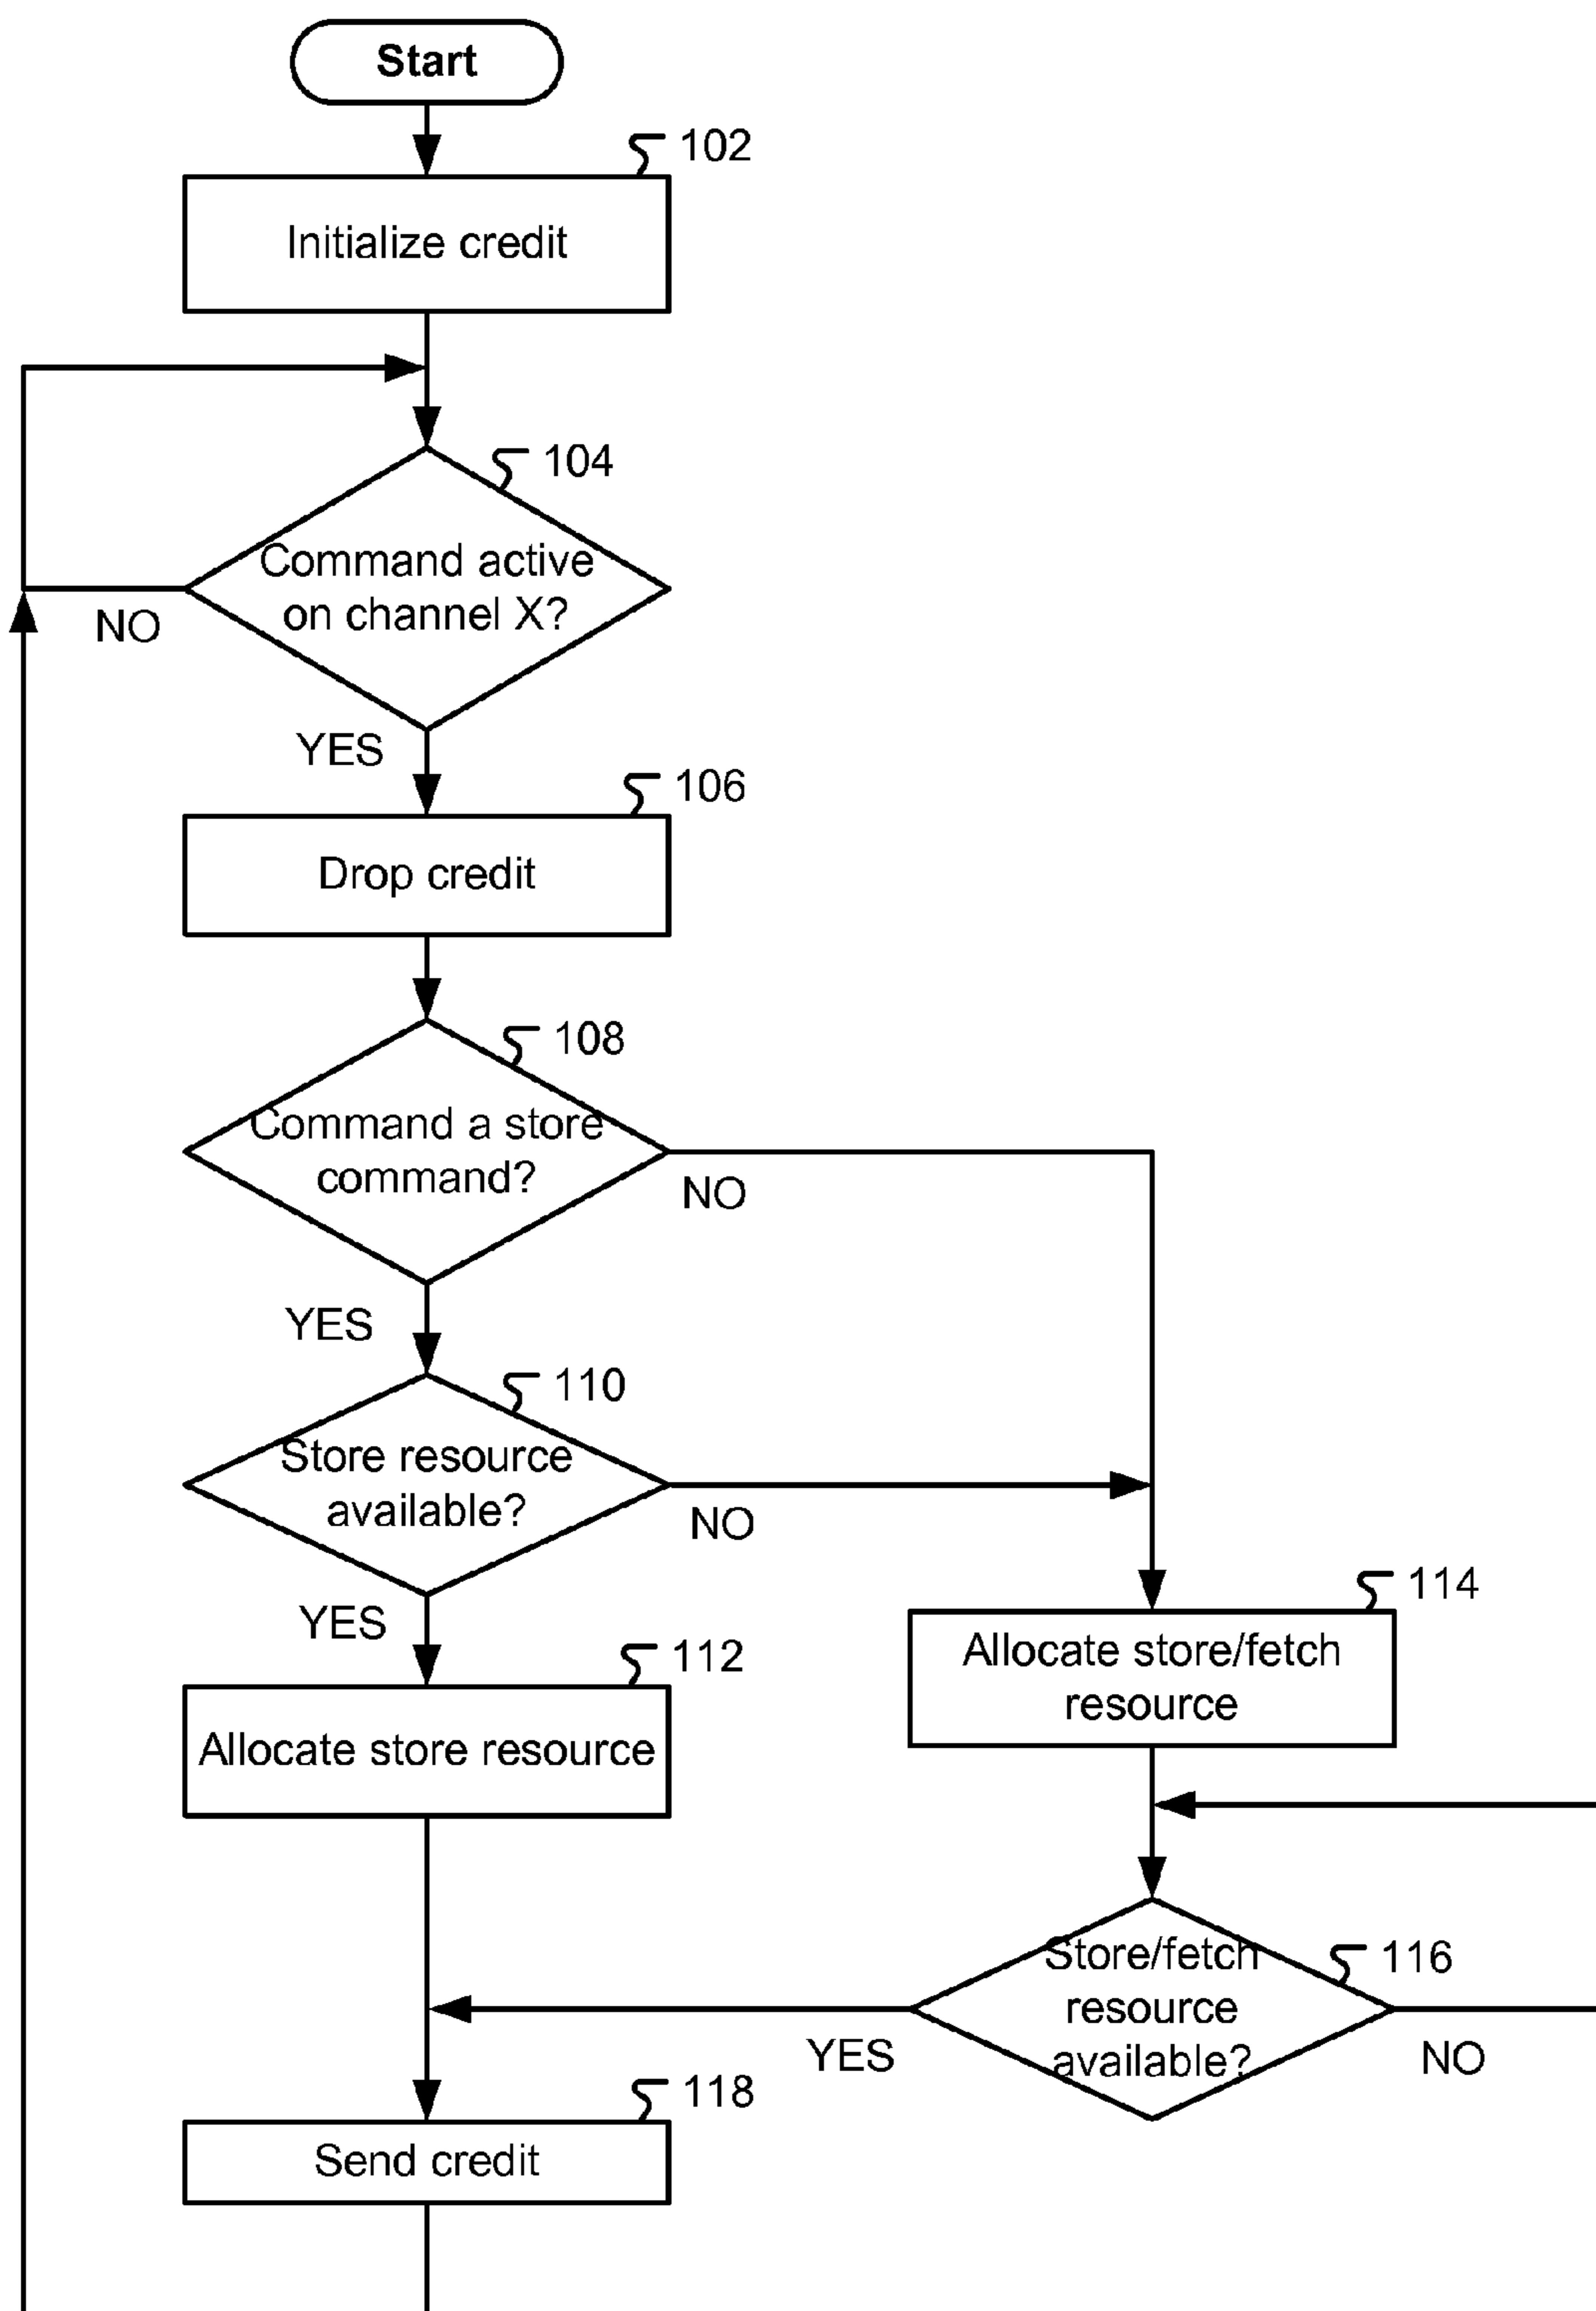 Start
102
Initialize credit
104
Command active
on channel X?
NO
YES
106
Drop credit
108
Command a store
command?
NO
YES
110
Store resource
available?
NO
YES
114
Allocate store/fetch
resource
112
Allocate store resource
116
Store/fetch
resource
available?
YES
NO
118
Send credit